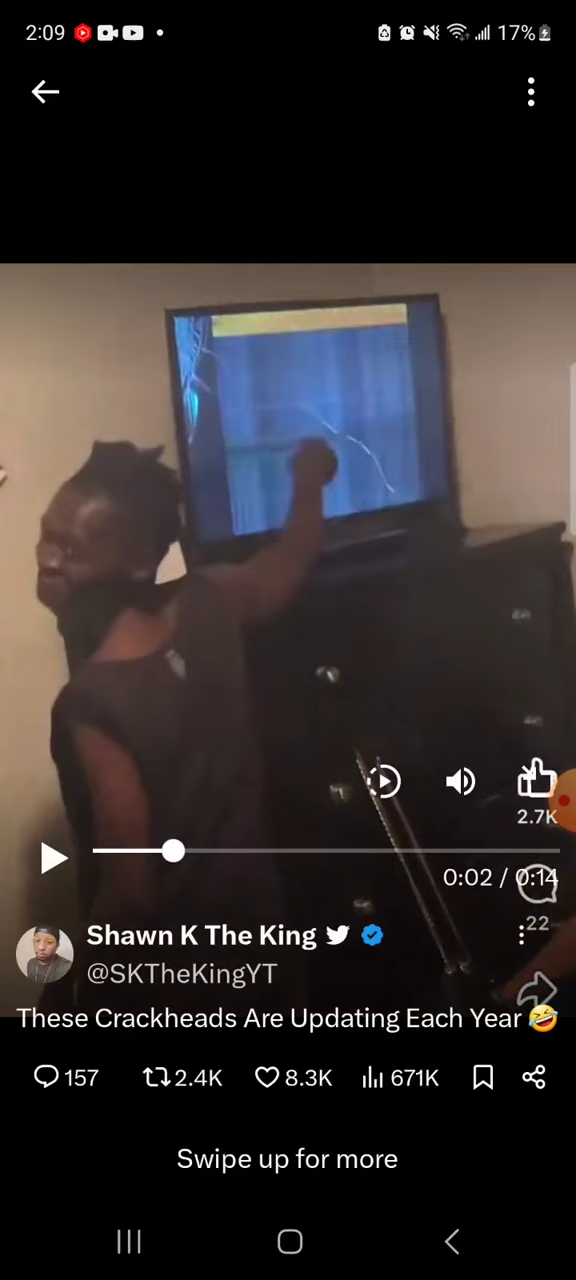 2:09 17%
2.7K
0:02 / 0:14
22
Shawn K The King
@SKTheKingYT
These Crackheads Are Updating Each Year 🤣
157 2.4K 8.3K 671K
Swipe up for more